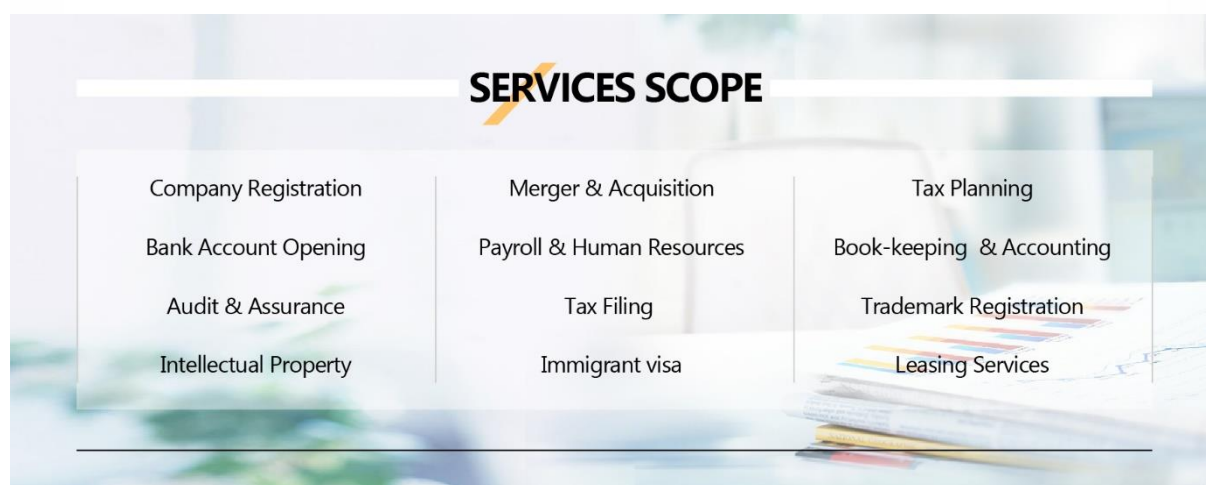 SERVICES SCOPE
Company Registration
Merger & Acquisition
Tax Planning
Bank Account Opening
Payroll & Human Resources
Book-keeping & Accounting
Audit & Assurance
Tax Filing
Trademark Registration
Intellectual Property
Immigrant visa
Leasing Services